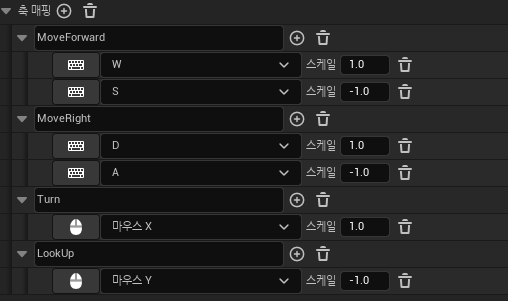 축 매핑
MoveForward
W 스케일 1.0
S 스케일 -1.0
MoveRight
D 스케일 1.0
A 스케일 -1.0
Turn
마우스 X 스케일 1.0
LookUp
마우스 Y 스케일 -1.0